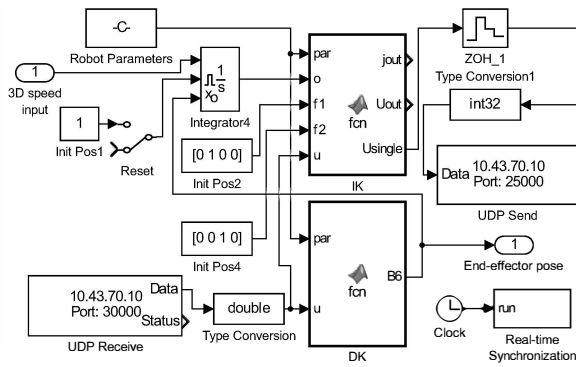 -C-
Robot Parameters
1
3D speed
input
1
Init Pos1
Reset
1
s
xo
Integrator4
[0 1 0 0]
Init Pos2
[0 0 1 0]
Init Pos4
par
o
f1
f2
u
fcn
jout
Uout
Usingle
IK
ZOH_1
Type Conversion1
int32
Data
10.43.70.10
Port: 25000
UDP Send
par
u
fcn
B6
DK
1
End-effector pose
10.43.70.10
Port: 30000
Data
Status
UDP Receive
double
Type Conversion
Clock
run
Real-time
Synchronization